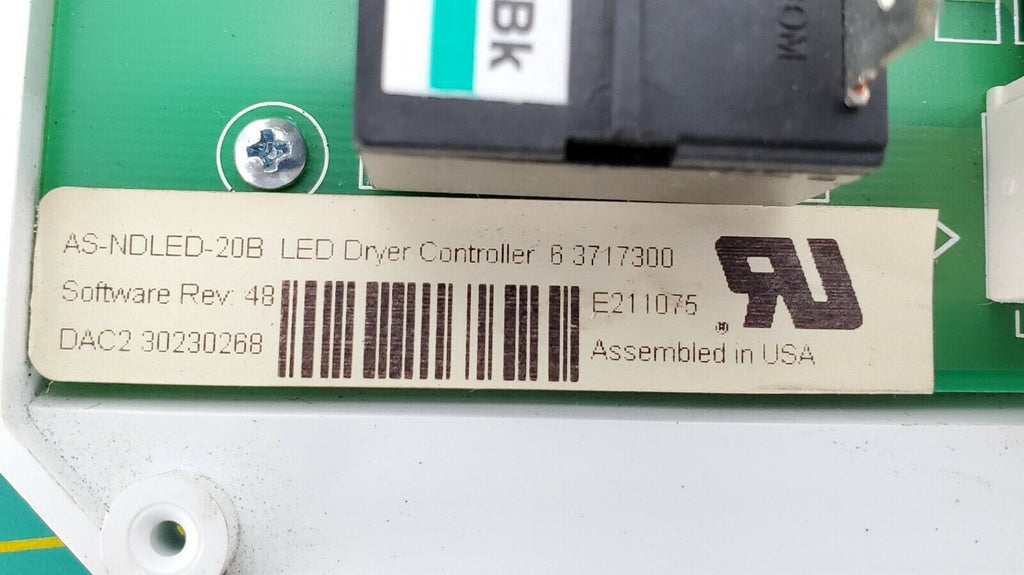 Bk
COM
AS-NDLED-20B LED Dryer Controller 6 3717300
Software Rev: 48
E211075
DAC2 30230268
Assembled in USA